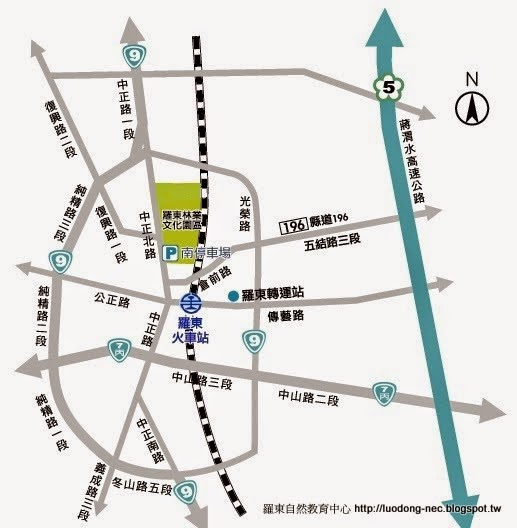 9
中正路一段
復興路二段
N
5
蔣渭水高速公路
純精路三段
復興路一段
中正北路
羅東林業
文化園區
光榮路
196 縣道196
五結路三段
P 南停車場
倉前路
9
公正路
羅東轉運站
傳藝路
羅東
火車站
純精路二段
中正路
7丙
9
中山路三段
中山路二段
7丙
純精路一段
中正南路
義成路三段
冬山路五段
9
羅東自然教育中心 http://luodong-nec.blogspot.tw